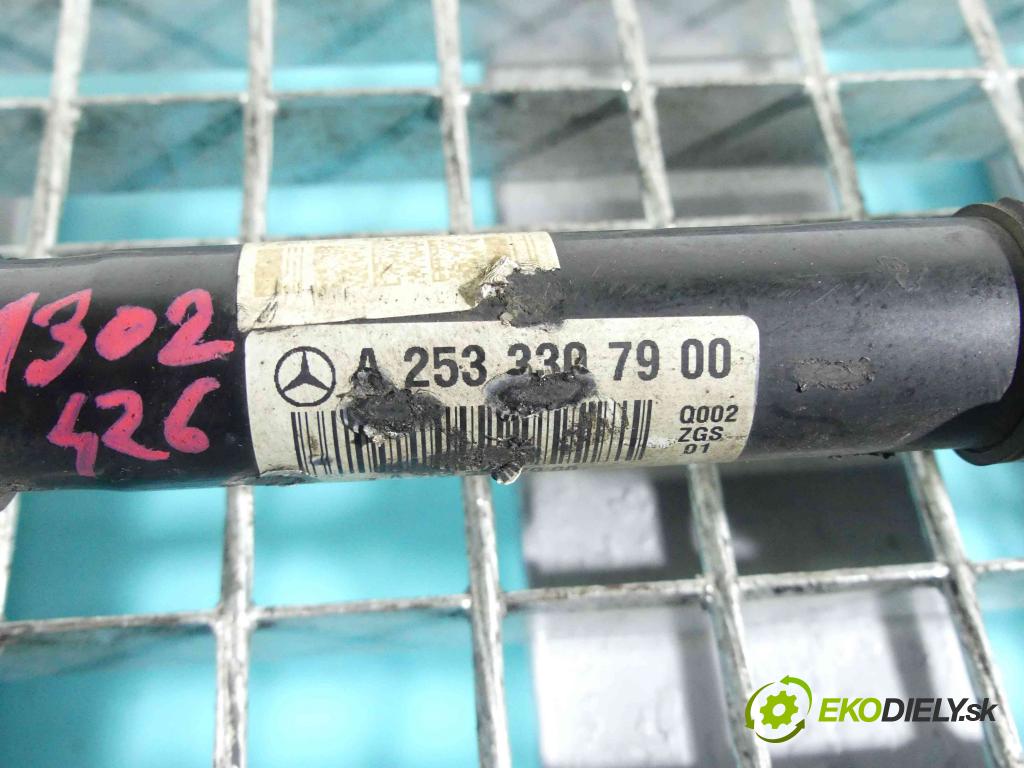 1302
426
A 253 330 79 00
Q002
ZGS
01
EKODIELY.sk